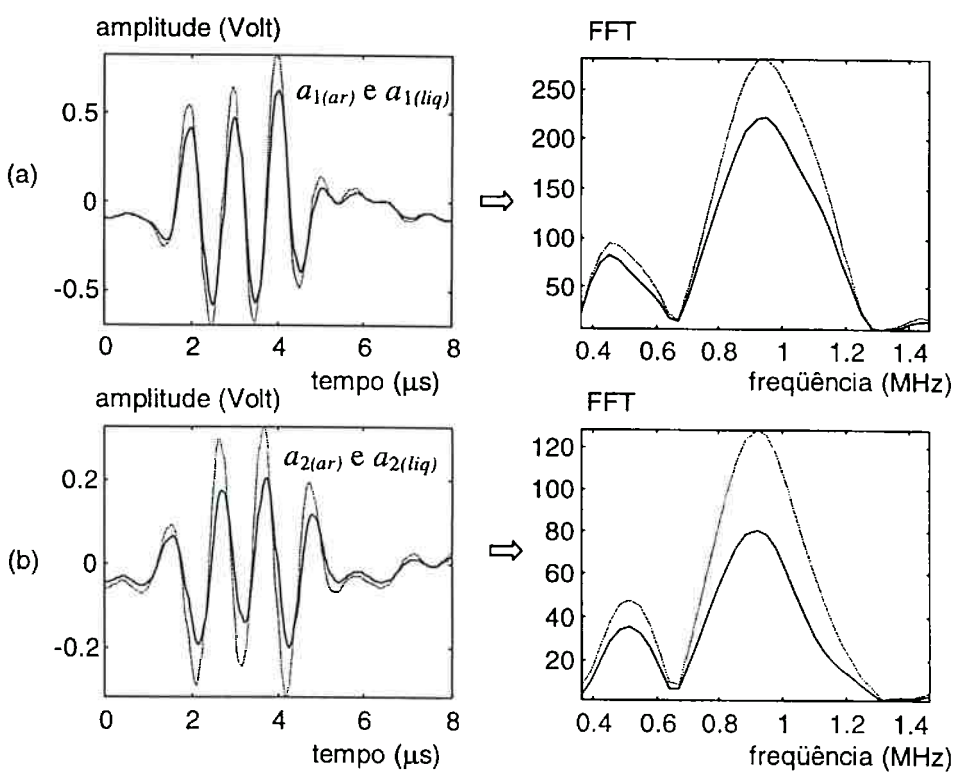 amplitude (Volt)
FFT
(a)
0.5
0
-0.5
a1(ar) e a1(liq)
0 2 4 6 8
tempo (μs)
⇨
250
200
150
100
50
0.4 0.6 0.8 1 1.2 1.4
freqüência (MHz)
amplitude (Volt)
FFT
(b)
0.2
0
-0.2
a2(ar) e a2(liq)
0 2 4 6 8
tempo (μs)
⇨
120
100
80
60
40
20
0.4 0.6 0.8 1 1.2 1.4
freqüência (MHz)